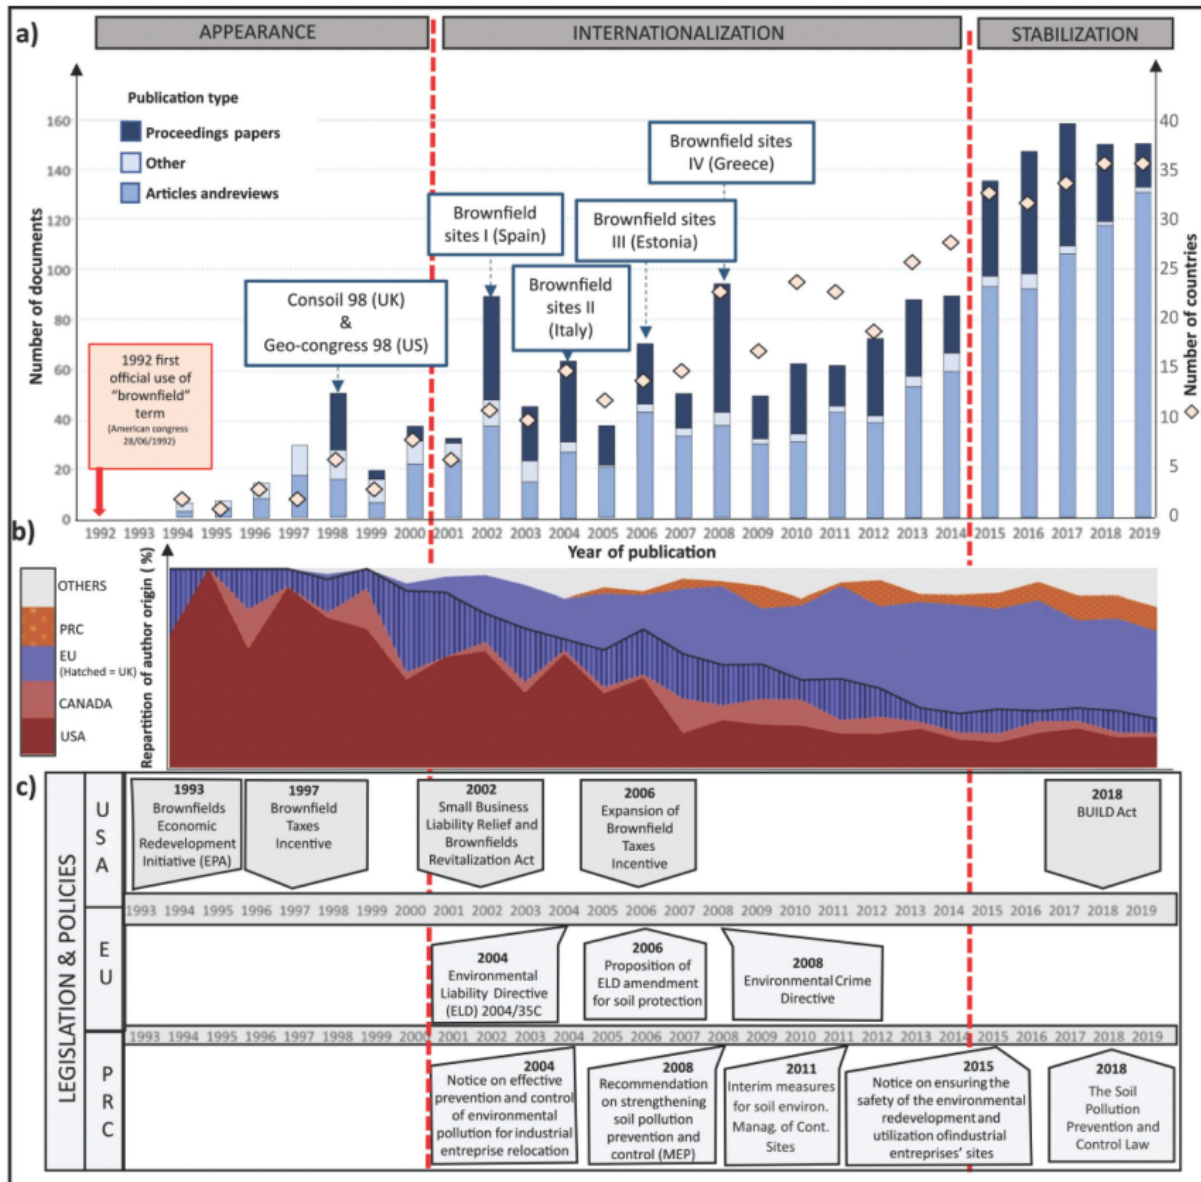 a)
APPEARANCE
INTERNATIONALIZATION
STABILIZATION
Publication type
Proceedings papers
Other
Articles andreviews
Number of documents
160
140
120
100
80
60
40
20
0
Number of countries
40
35
30
25
20
15
10
5
0
1992 first
official use of
"brownfield"
term
(American congress
28/06/1992)
Consoil 98 (UK)
&
Geo-congress 98 (US)
Brownfield
sites I (Spain)
Brownfield
sites II
(Italy)
Brownfield sites
III (Estonia)
Brownfield sites
IV (Greece)
1992 1993 1994 1995 1996 1997 1998 1999 2000 2001 2002 2003 2004 2005 2006 2007 2008 2009 2010 2011 2012 2013 2014 2015 2016 2017 2018 2019
Year of publication
b)
OTHERS
PRC
EU
(Hatched = UK)
CANADA
USA
Repartition of author origin ( %)
c)
LEGISLATION & POLICIES
USA
1993
Brownfields
Economic
Redevelopment
Initiative (EPA)
1997
Brownfield
Taxes
Incentive
2002
Small Business
Liability Relief and
Brownfields
Revitalization Act
2006
Expansion of
Brownfield
Taxes
Incentive
2018
BUILD Act
1993 1994 1995 1996 1997 1998 1999 2000 2001 2002 2003 2004 2005 2006 2007 2008 2009 2010 2011 2012 2013 2014 2015 2016 2017 2018 2019
EU
2004
Environmental
Liability Directive
(ELD) 2004/35C
2006
Proposition of
ELD amendment
for soil protection
2008
Environmental Crime
Directive
1993 1994 1995 1996 1997 1998 1999 2000 2001 2002 2003 2004 2005 2006 2007 2008 2009 2010 2011 2012 2013 2014 2015 2016 2017 2018 2019
PRC
2004
Notice on effective
prevention and control
of environmental
pollution for industrial
entreprise relocation
2008
Recommendation
on strengthening
soil pollution
prevention and
control (MEP)
2011
Interim measures
for soil environ.
Manag. of Cont.
Sites
2015
Notice on ensuring the
safety of the environmental
redevelopment and
utilization ofindustrial
entreprises' sites
2018
The Soil
Pollution
Prevention and
Control Law